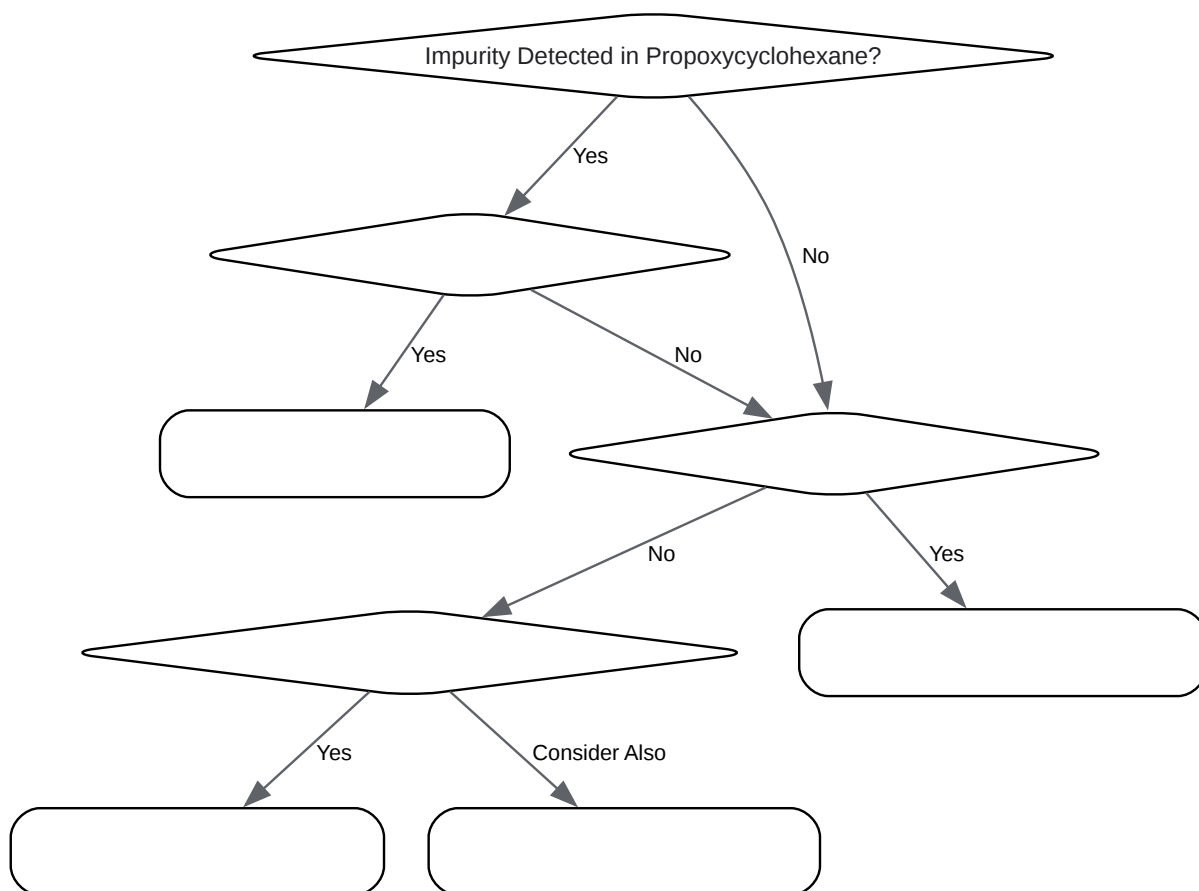 Impurity Detected in Propoxycyclohexane?
Yes
No
Yes
No
No
Yes
Yes
Consider Also